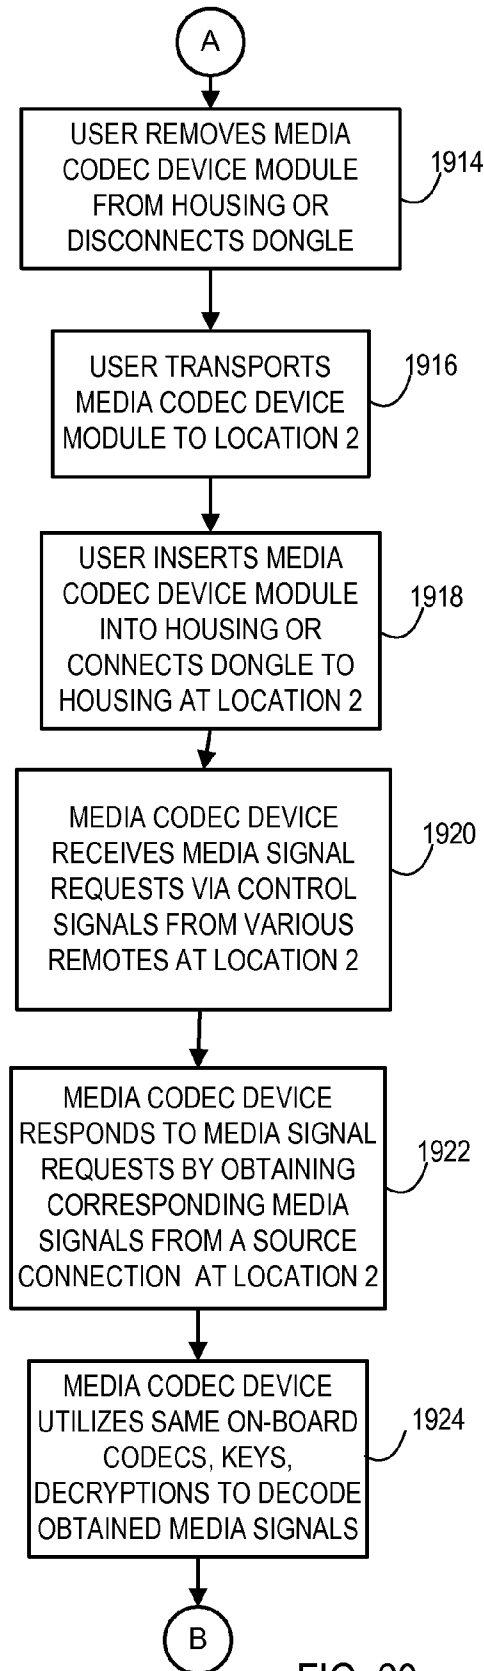 A
USER REMOVES MEDIA
CODEC DEVICE MODULE
FROM HOUSING OR
DISCONNECTS DONGLE
1914
USER TRANSPORTS
MEDIA CODEC DEVICE
MODULE TO LOCATION 2
1916
USER INSERTS MEDIA
CODEC DEVICE MODULE
INTO HOUSING OR
CONNECTS DONGLE TO
HOUSING AT LOCATION 2
1918
MEDIA CODEC DEVICE
RECEIVES MEDIA SIGNAL
REQUESTS VIA CONTROL
SIGNALS FROM VARIOUS
REMOTES AT LOCATION 2
1920
MEDIA CODEC DEVICE
RESPONDS TO MEDIA SIGNAL
REQUESTS BY OBTAINING
CORRESPONDING MEDIA
SIGNALS FROM A SOURCE
CONNECTION AT LOCATION 2
1922
MEDIA CODEC DEVICE
UTILIZES SAME ON-BOARD
CODECS, KEYS,
DECRYPTIONS TO DECODE
OBTAINED MEDIA SIGNALS
1924
B